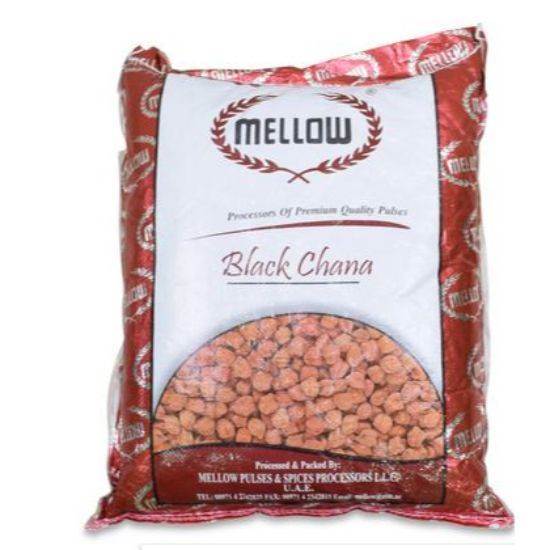 MELLOW
®
Processors Of Premium Quality Pulses
Black Chana
Processed & Packed By:
MELLOW PULSES & SPICES PROCESSORS L.L.C
U.A.E.